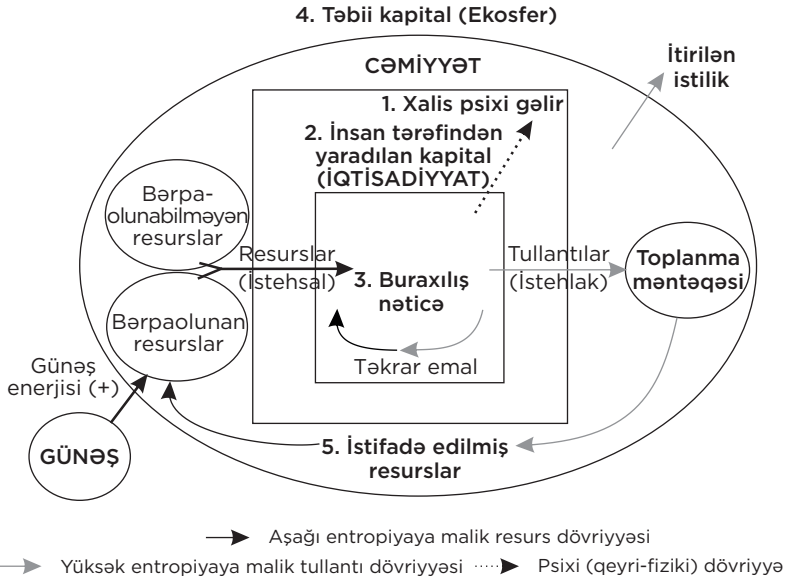 4. Təbii kapital (Ekosfer)
İtirilən
istilik
CƏMİYYƏT
1. Xalis psixi gəlir
2. İnsan tərəfindən
yaradılan kapital
(İQTİSADİYYAT)
Bərpa-
olunabilməyən
resurslar
Resurslar
(İstehsal)
3. Buraxılış
nəticə
Tullantılar
(İstehlak)
Toplanma
məntəqəsi
Bərpaolunan
resurslar
Təkrar emal
Günəş
enerjisi (+)
GÜNƏŞ
5. İstifadə edilmiş
resurslar
Aşağı entropiyaya malik resurs dövriyyəsi
Yüksək entropiyaya malik tullantı dövriyyəsi
Psixi (qeyri-fiziki) dövriyyə